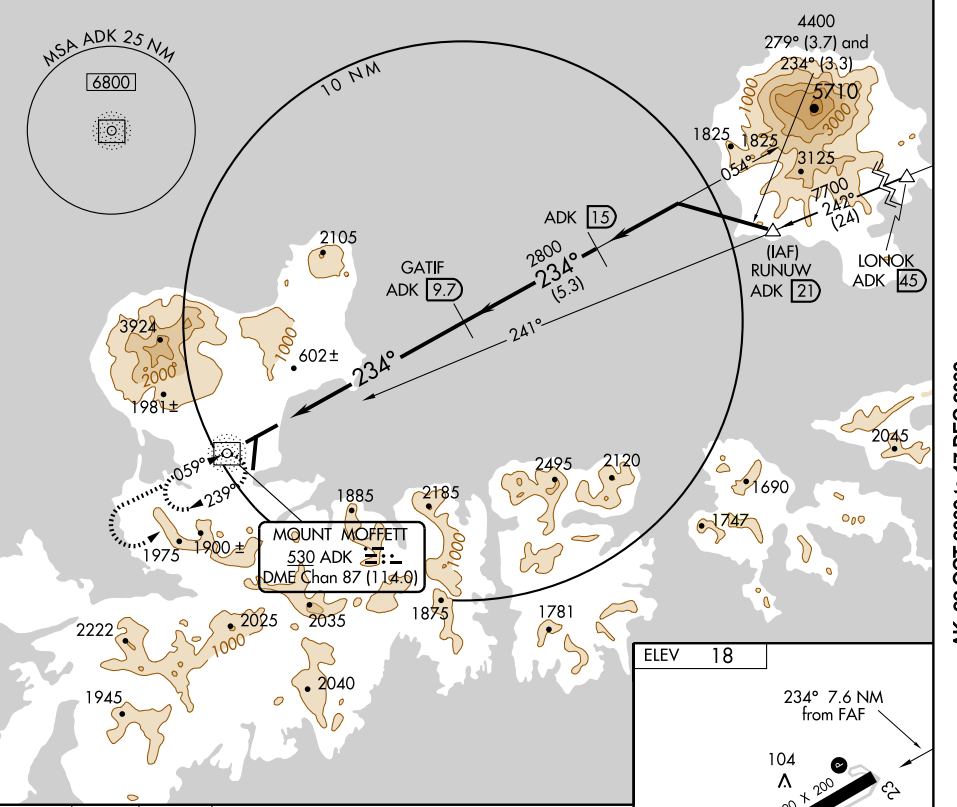 MSA ADK 25 NM
6800
10 NM
4400
279° (3.7) and
234° (3.3)
5710
1000
3000
1825
1825
3125
054°
7700
242°
(24)
ADK 15
2800
234°
(5.3)
(IAF)
RUNUW
ADK 21
LONOK
ADK 45
GATIF
ADK 9.7
241°
234°
2105
3924
2000
1981±
1000
602±
059°
239°
1975
1900 ±
1885
2185
1000
2495
2120
2045
1690
1747
MOUNT MOFFETT
530 ADK
DME Chan 87 (114.0)
2035
1875
1781
2222
2025
1000
1945
2040
ELEV 18
234° 7.6 NM
from FAF
104
P
X 200
23